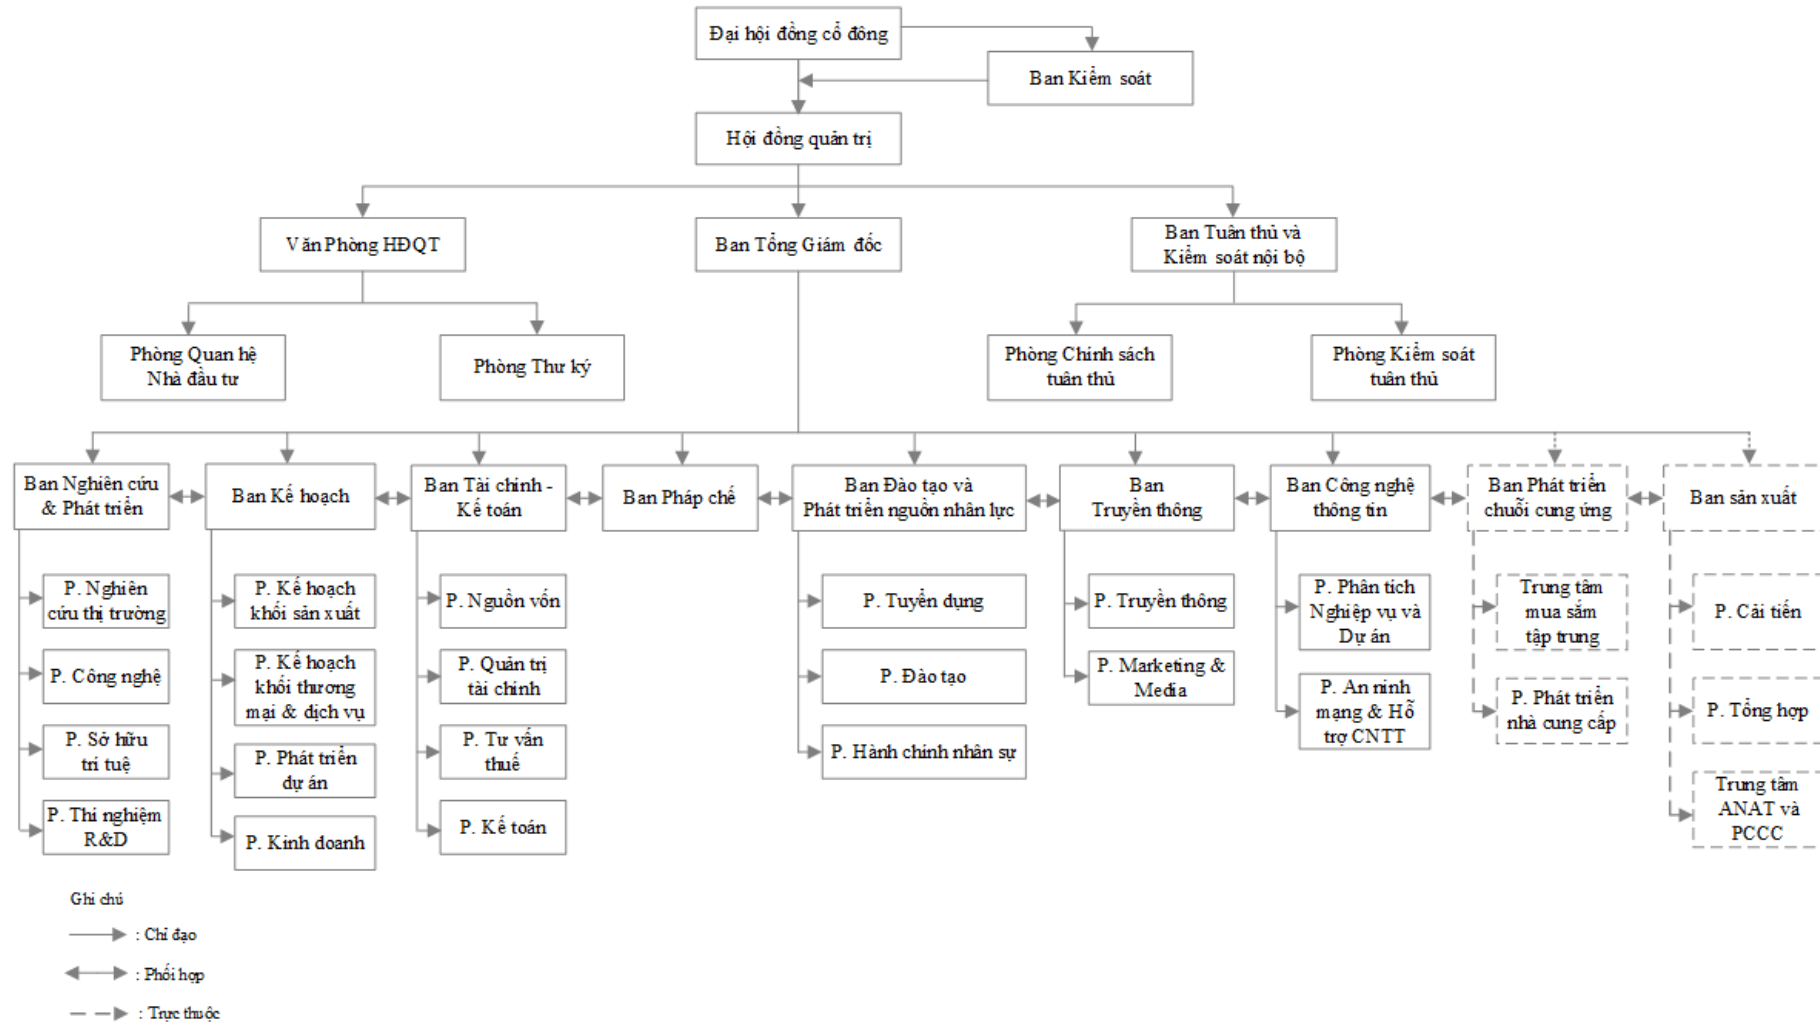 Đại hội đồng cổ đông
Ban Kiểm soát
Hội đồng quản trị
Văn Phòng HĐQT
Ban Tổng Giám đốc
Ban Tuân thủ và
Kiểm soát nội bộ
Phòng Quan hệ
Nhà đầu tư
Phòng Thư ký
Phòng Chính sách
tuân thủ
Phòng Kiểm soát
tuân thủ
Ban Nghiên cứu
& Phát triển
Ban Kế hoạch
Ban Tài chính -
Kế toán
Ban Pháp chế
Ban Đào tạo và
Phát triển nguồn nhân lực
Ban
Truyền thông
Ban Công nghệ
thông tin
Ban Phát triển
chuỗi cung ứng
Ban sản xuất
P. Nghiên
cứu thị trường
P. Công nghệ
P. Sở hữu
trí tuệ
P. Thí nghiệm
R&D
P. Kế hoạch
khối sản xuất
P. Kế hoạch
khối thương
mại & dịch vụ
P. Phát triển
dự án
P. Kinh doanh
P. Nguồn vốn
P. Quản trị
tài chính
P. Tư vấn
thuế
P. Kế toán
P. Tuyển dụng
P. Đào tạo
P. Hành chính nhân sự
P. Truyền thông
P. Marketing &
Media
P. Phân tích
Nghiệp vụ và
Dự án
P. An ninh
mạng & Hỗ
trợ CNTT
Trung tâm
mua sắm
tập trung
P. Phát triển
nhà cung cấp
P. Cải tiến
P. Tổng hợp
Trung tâm
ANAT và
PCCC
Ghi chú
: Chỉ đạo
: Phối hợp
: Trực thuộc